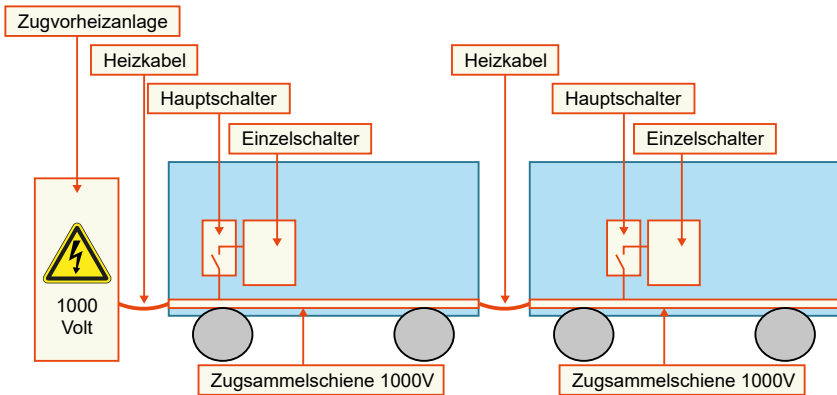 Zugvorheizanlage
Heizkabel
Heizkabel
Hauptschalter
Hauptschalter
Einzelschalter
Einzelschalter
1000
Volt
Zugsammelschiene 1000V
Zugsammelschiene 1000V